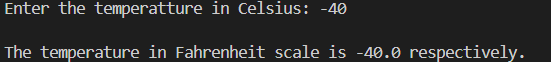 Enter the temperatture in Celsius: -40
The temperature in Fahrenheit scale is -40.0 respectively.